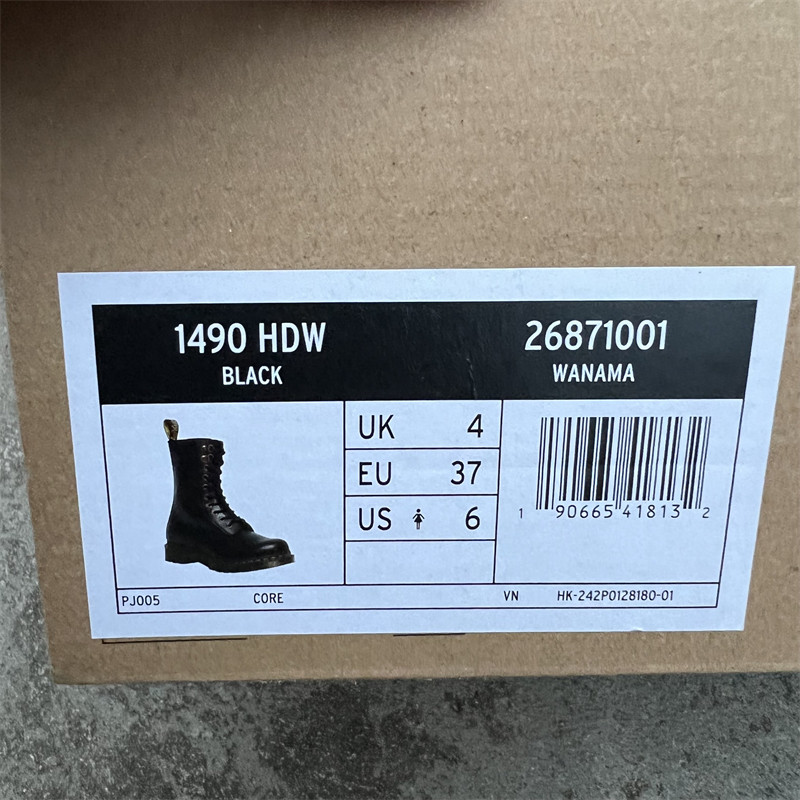 1490 HDW 26871001
BLACK WANAMA
UK 4
EU 37
US 6
1 90665 41813 2
PJ005 CORE VN HK-242P0128180-01